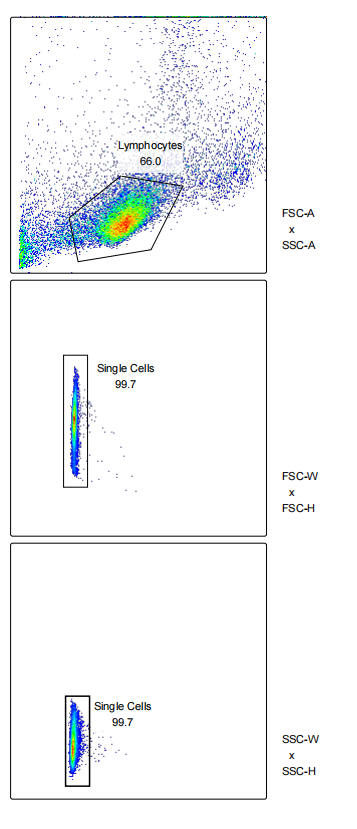 Lymphocytes
66.0
FSC-A
x
SSC-A
Single Cells
99.7
FSC-W
x
FSC-H
Single Cells
99.7
SSC-W
x
SSC-H